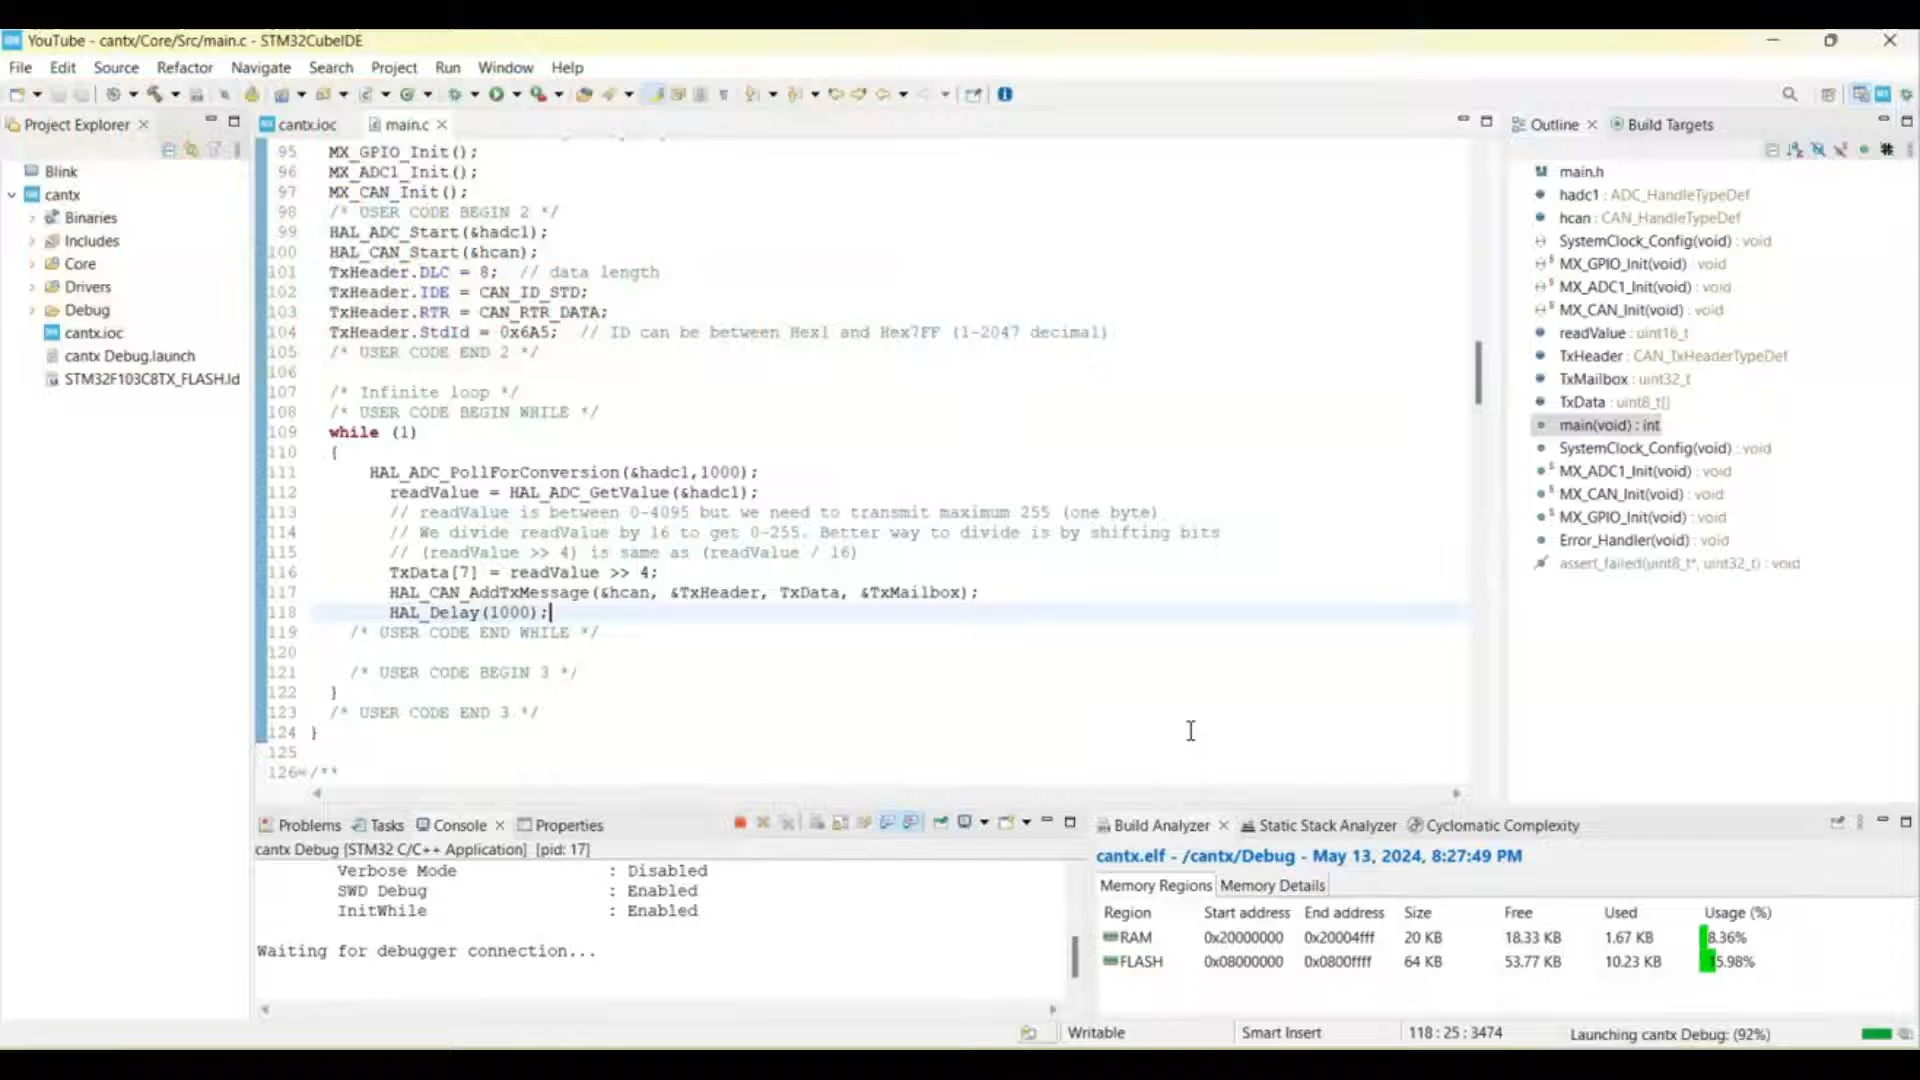 YouTube - cantx/Core/Src/main.c - STM32CubeIDE
File Edit Source Refactor Navigate Search Project Run Window Help
Project Explorer
cantx.ioc
main.c
Outline
Build Targets
Blink
cantx
Binaries
Includes
Core
Drivers
Debug
cantx.ioc
cantx Debug.launch
STM32F103C8TX_FLASH.ld
95 MX_GPIO_Init();
96 MX_ADC1_Init();
97 MX_CAN_Init();
98 /* USER CODE BEGIN 2 */
99 HAL_ADC_Start(&hadc1);
100 HAL_CAN_Start(&hcan);
101 TxHeader.DLC = 8;  // data length
102 TxHeader.IDE = CAN_ID_STD;
103 TxHeader.RTR = CAN_RTR_DATA;
104 TxHeader.StdId = 0x6A5;  // ID can be between Hex1 and Hex7FF (1-2047 decimal)
105 /* USER CODE END 2 */
106
107 /* Infinite loop */
108 /* USER CODE BEGIN WHILE */
109 while (1)
110 {
111 HAL_ADC_PollForConversion(&hadc1,1000);
112 readValue = HAL_ADC_GetValue(&hadc1);
113 // readValue is between 0-4095 but we need to transmit maximum 255 (one byte)
114 // We divide readValue by 16 to get 0-255. Better way to divide is by shifting bits
115 // (readValue >> 4) is same as (readValue / 16)
116 TxData[7] = readValue >> 4;
117 HAL_CAN_AddTxMessage(&hcan, &TxHeader, TxData, &TxMailbox);
118 HAL_Delay(1000);
119 /* USER CODE END WHILE */
120
121 /* USER CODE BEGIN 3 */
122 }
123 /* USER CODE END 3 */
124 }
125
126 /**
main.h
hadc1 : ADC_HandleTypeDef
hcan : CAN_HandleTypeDef
SystemClock_Config(void) : void
MX_GPIO_Init(void) : void
MX_ADC1_Init(void) : void
MX_CAN_Init(void) : void
readValue : uint16_t
TxHeader : CAN_TxHeaderTypeDef
TxMailbox : uint32_t
TxData : uint8_t[]
main(void) : int
SystemClock_Config(void) : void
MX_ADC1_Init(void) : void
MX_CAN_Init(void) : void
MX_GPIO_Init(void) : void
Error_Handler(void) : void
assert_failed(uint8_t*, uint32_t) : void
Problems Tasks Console Properties
cantx Debug [STM32 C/C++ Application] [pid: 17]
Verbose Mode : Disabled
SWD Debug : Enabled
InitWhile : Enabled
Waiting for debugger connection...
Build Analyzer Static Stack Analyzer Cyclomatic Complexity
cantx.elf - /cantx/Debug - May 13, 2024, 8:27:49 PM
Memory Regions Memory Details
Region Start address End address Size Free Used Usage (%)
RAM 0x20000000 0x20004fff 20 KB 18.33 KB 1.67 KB 8.36%
FLASH 0x08000000 0x0800ffff 64 KB 53.77 KB 10.23 KB 15.98%
Writable Smart Insert 118 : 25 : 3474 Launching cantx Debug: (92%)